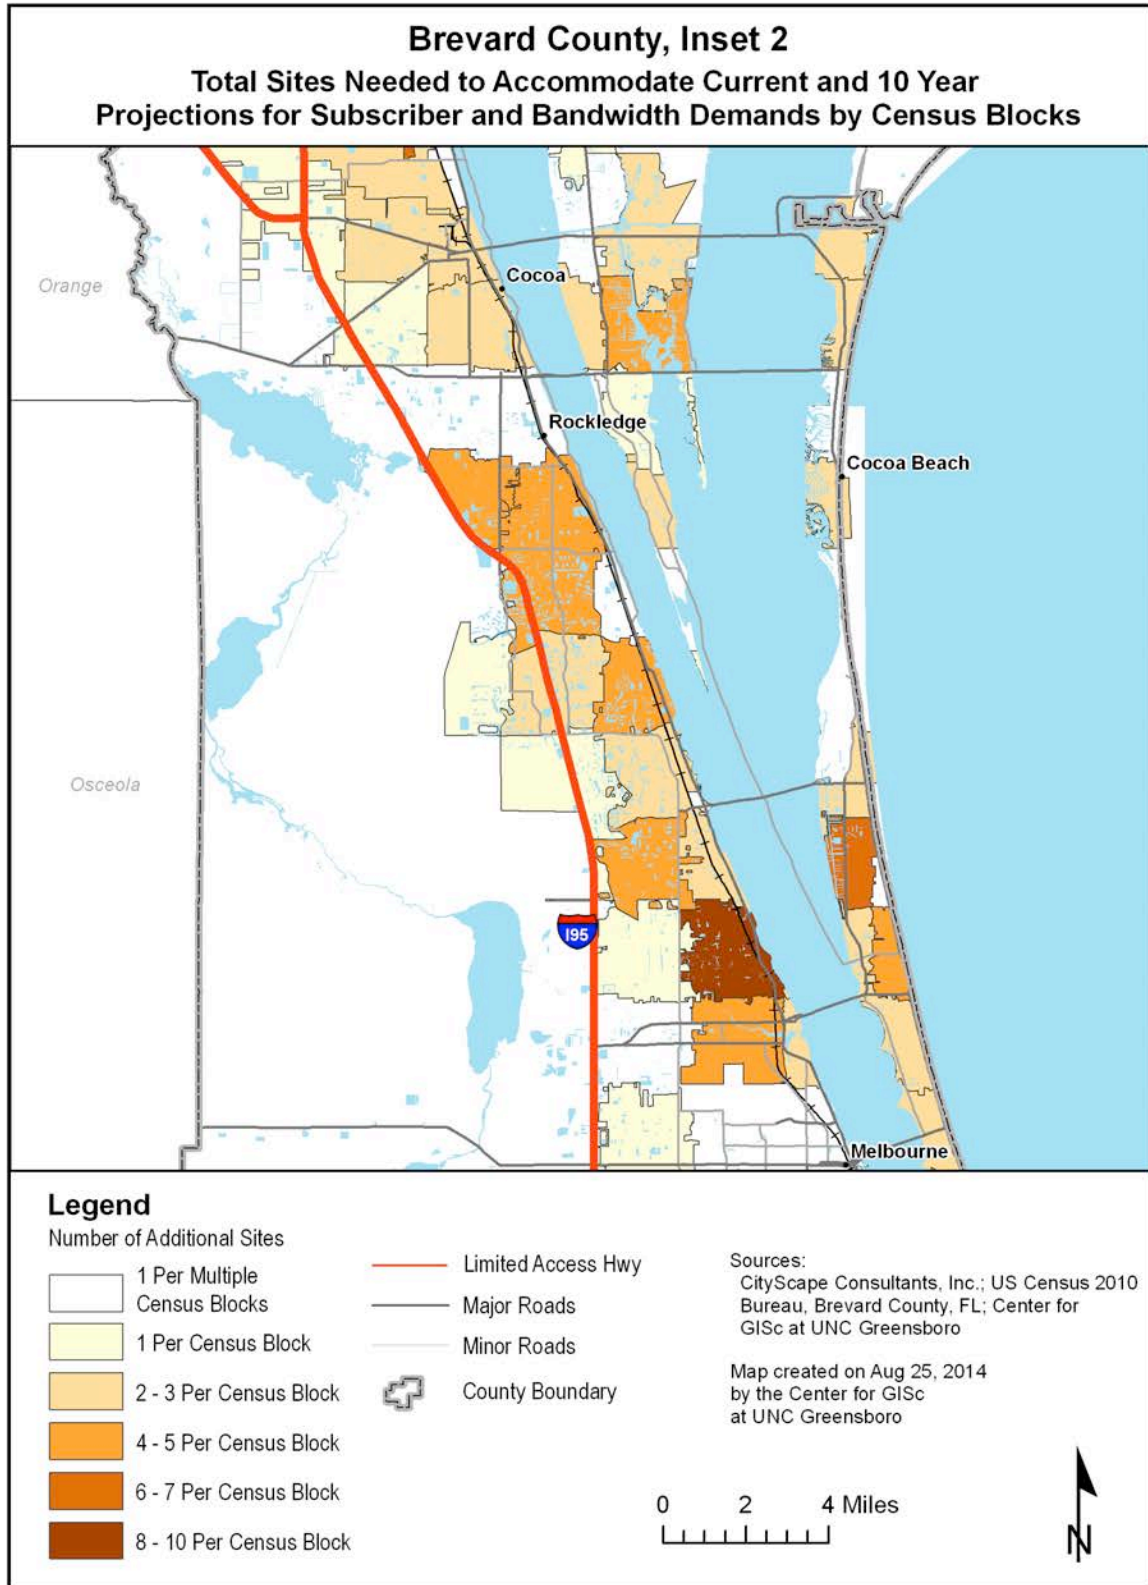 Brevard County, Inset 2
Total Sites Needed to Accommodate Current and 10 Year
Projections for Subscriber and Bandwidth Demands by Census Blocks
Orange
Cocoa
Rockledge
Cocoa Beach
Osceola
I95
Melbourne
Legend
Number of Additional Sites
1 Per Multiple
Census Blocks
1 Per Census Block
2 - 3 Per Census Block
4 - 5 Per Census Block
6 - 7 Per Census Block
8 - 10 Per Census Block
Limited Access Hwy
Major Roads
Minor Roads
County Boundary
Sources:
CityScape Consultants, Inc.; US Census 2010
Bureau, Brevard County, FL; Center for
GISc at UNC Greensboro
Map created on Aug 25, 2014
by the Center for GISc
at UNC Greensboro
0 2 4 Miles
N